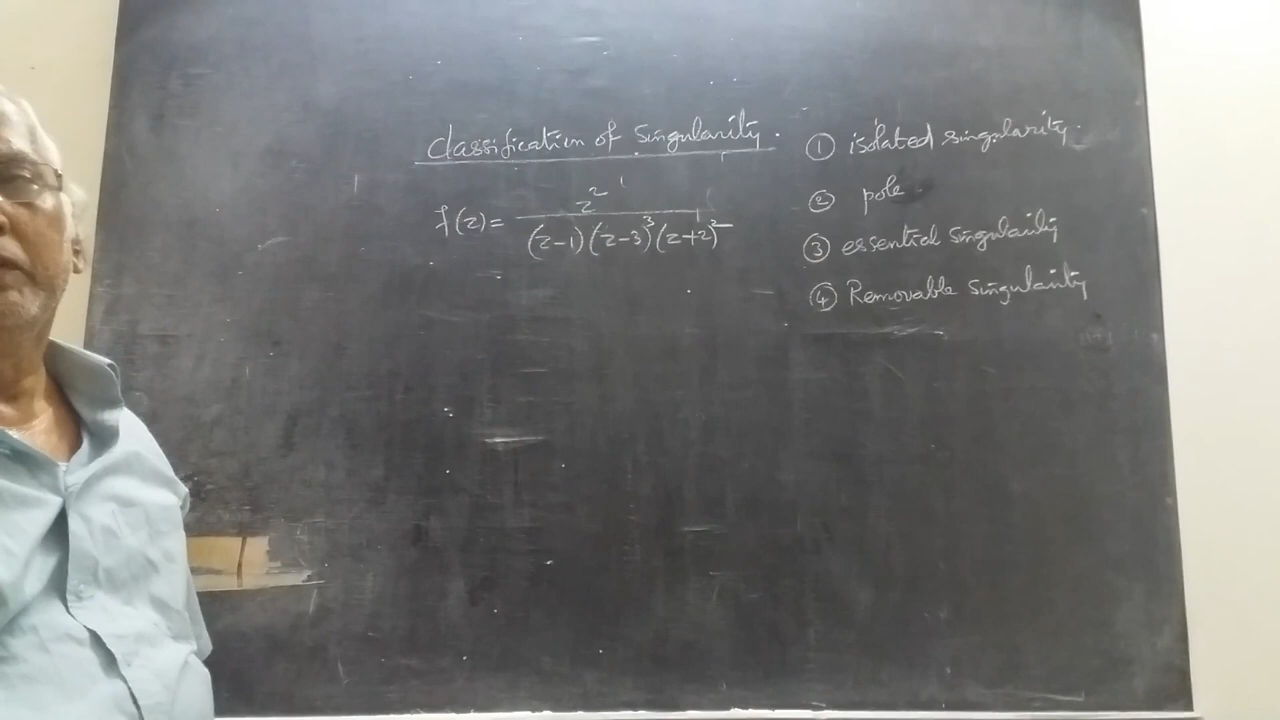 Classification of Singularity.
f(z) = z² / (z-1)(z-3)³(z+2)²
① isolated singularity.
② pole.
③ essential singularity
④ Removable Singularity